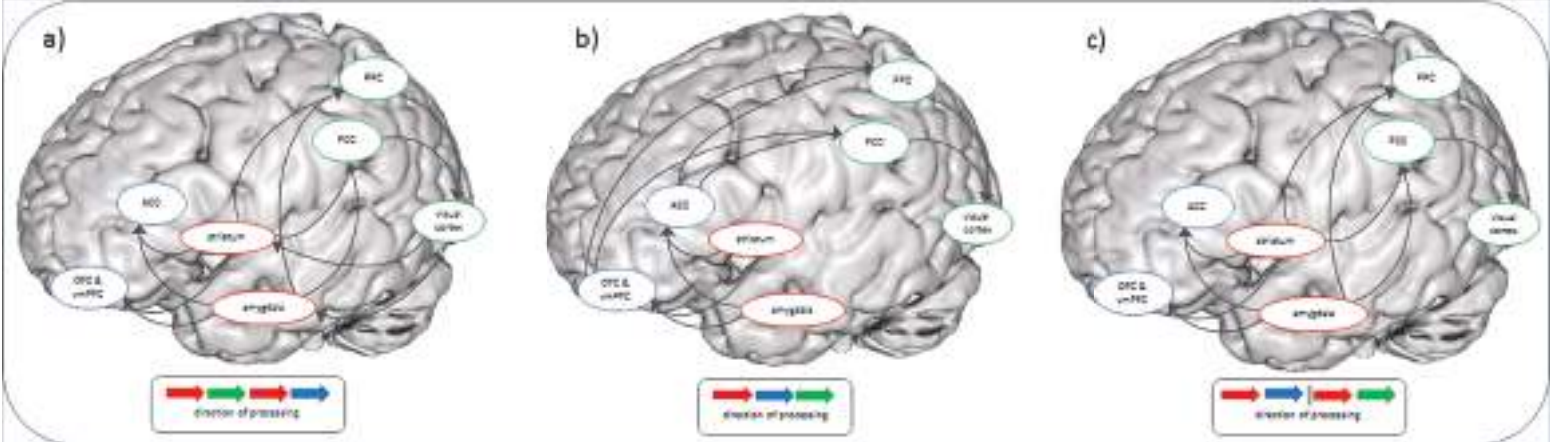 a)
PPC
PCC
ACC
striatum
visual
cortex
OFC &
vmPFC
amygdala
direction of processing
b)
PPC
PCC
ACC
striatum
visual
cortex
OFC &
vmPFC
amygdala
direction of processing
c)
PPC
PCC
ACC
striatum
visual
cortex
OFC &
vmPFC
amygdala
direction of processing